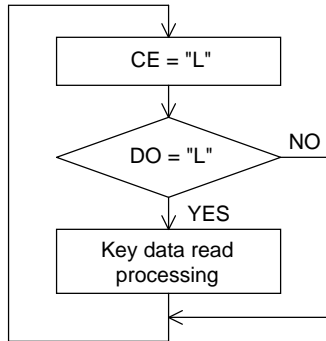 CE = "L"
DO = "L"
NO
YES
Key data read
processing